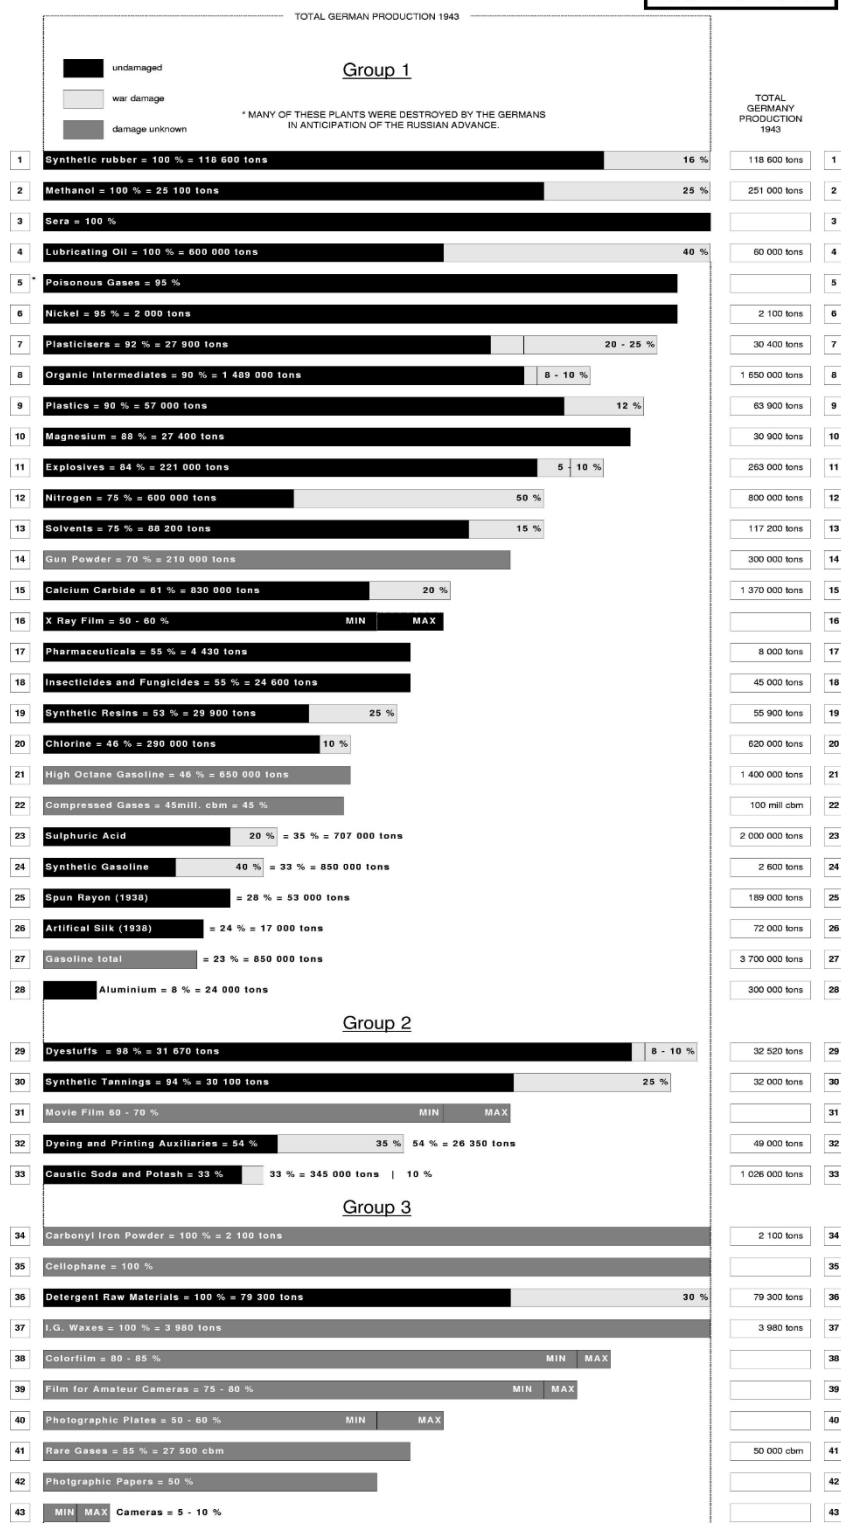 TOTAL GERMAN PRODUCTION 1943
undamaged
Group 1
war damage
* MANY OF THESE PLANTS WERE DESTROYED BY THE GERMANS
IN ANTICIPATION OF THE RUSSIAN ADVANCE.
damage unknown
TOTAL
GERMANY
PRODUCTION
1943
1 Synthetic rubber = 100 % = 118 600 tons 16 % 118 600 tons 1
2 Methanol = 100 % = 25 100 tons 25 % 251 000 tons 2
3 Sera = 100 % 3
4 Lubricating Oil = 100 % = 600 000 tons 40 % 60 000 tons 4
5 * Poisonous Gases = 95 % 5
6 Nickel = 95 % = 2 000 tons 2 100 tons 6
7 Plasticisers = 92 % = 27 900 tons 20 - 25 % 30 400 tons 7
8 Organic Intermediates = 90 % = 1 489 000 tons 8 - 10 % 1 650 000 tons 8
9 Plastics = 90 % = 57 000 tons 12 % 63 900 tons 9
10 Magnesium = 88 % = 27 400 tons 30 900 tons 10
11 Explosives = 84 % = 221 000 tons 5 - 10 % 263 000 tons 11
12 Nitrogen = 75 % = 600 000 tons 50 % 800 000 tons 12
13 Solvents = 75 % = 88 200 tons 15 % 117 200 tons 13
14 Gun Powder = 70 % = 210 000 tons 300 000 tons 14
15 Calcium Carbide = 61 % = 830 000 tons 20 % 1 370 000 tons 15
16 X Ray Film = 50 - 60 % MIN MAX 16
17 Pharmaceuticals = 55 % = 4 430 tons 8 000 tons 17
18 Insecticides and Fungicides = 55 % = 24 600 tons 45 000 tons 18
19 Synthetic Resins = 53 % = 29 900 tons 25 % 55 900 tons 19
20 Chlorine = 46 % = 290 000 tons 10 % 620 000 tons 20
21 High Octane Gasoline = 46 % = 650 000 tons 1 400 000 tons 21
22 Compressed Gases = 45mill. cbm = 45 % 100 mill cbm 22
23 Sulphuric Acid 20 % = 35 % = 707 000 tons 2 000 000 tons 23
24 Synthetic Gasoline 40 % = 33 % = 850 000 tons 2 600 tons 24
25 Spun Rayon (1938) = 28 % = 53 000 tons 189 000 tons 25
26 Artifical Silk (1938) = 24 % = 17 000 tons 72 000 tons 26
27 Gasoline total = 23 % = 850 000 tons 3 700 000 tons 27
28 Aluminium = 8 % = 24 000 tons 300 000 tons 28
Group 2
29 Dyestuffs = 98 % = 31 670 tons 8 - 10 % 32 520 tons 29
30 Synthetic Tannings = 94 % = 30 100 tons 25 % 32 000 tons 30
31 Movie Film 60 - 70 % MIN MAX 31
32 Dyeing and Printing Auxiliaries = 54 % 35 % 54 % = 26 350 tons 49 000 tons 32
33 Caustic Soda and Potash = 33 % 33 % = 345 000 tons | 10 % 1 026 000 tons 33
Group 3
34 Carbonyl Iron Powder = 100 % = 2 100 tons 2 100 tons 34
35 Cellophane = 100 % 35
36 Detergent Raw Materials = 100 % = 79 300 tons 30 % 79 300 tons 36
37 I.G. Waxes = 100 % = 3 980 tons 3 980 tons 37
38 Colorfilm = 80 - 85 % MIN MAX 38
39 Film for Amateur Cameras = 75 - 80 % MIN MAX 39
40 Photographic Plates = 50 - 60 % MIN MAX 40
41 Rare Gases = 55 % = 27 500 cbm 50 000 cbm 41
42 Photgraphic Papers = 50 % 42
43 MIN MAX Cameras = 5 - 10 % 43